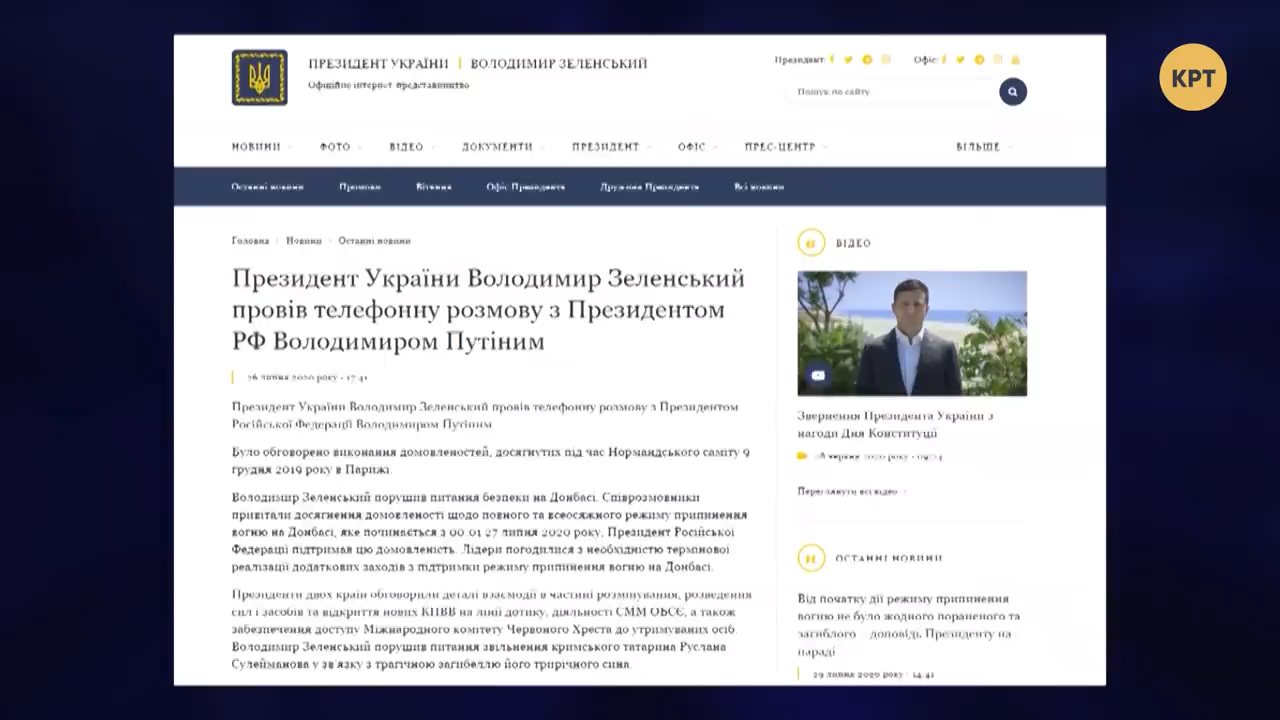 ПРЕЗИДЕНТ УКРАЇНИ | ВОЛОДИМИР ЗЕЛЕНСЬКИЙ
Офіційне інтернет-представництво
Президент:
Офіс:
Пошук по сайту
КРТ
НОВИНИ ФОТО ВІДЕО ДОКУМЕНТИ ПРЕЗИДЕНТ ОФІС ПРЕС-ЦЕНТР БІЛЬШЕ
Останні новини Промови Вітання Офіс Президента Дружина Президента Всі новини
Головна Новини Останні новини
Президент України Володимир Зеленський
провів телефонну розмову з Президентом
РФ Володимиром Путіним
26 липня 2020 року - 17:41
Президент України Володимир Зеленський провів телефонну розмову з Президентом
Російської Федерації Володимиром Путіним
Було обговорено виконання домовленостей, досягнутих під час Нормандського саміту 9
грудня 2019 року в Парижі.
Володимир Зеленський порушив питання безпеки на Донбасі. Співрозмовники
привітали досягнення домовленості щодо повного та всеосяжного режиму припинення
вогню на Донбасі, яке починається з 00:01 27 липня 2020 року, Президент Російської
Федерації підтримав цю домовленість. Лідери погодилися з необхідністю термінової
реалізації додаткових заходів з підтримки режиму припинення вогню на Донбасі.
Президенти двох країн обговорили деталі взаємодії в частині розмінування, розведення
сил і засобів та відкриття нових КПВВ на лінії дотику, діяльності СММ ОБСЄ, а також
забезпечення доступу Міжнародного комітету Червоного Хреста до утримуваних осіб.
Володимир Зеленський порушив питання звільнення кримського татарина Руслана
Сулейманова у зв'язку з трагічною загибеллю його трирічного сина.
ВІДЕО
Звернення Президента України з
нагоди Дня Конституції
28 червня 2020 року -
Переглянути всі відео
ОСТАННІ НОВИНИ
Від початку дії режиму припинення
вогню не було жодного пораненого та
загиблого – доповідь Президенту на
нараді
29 липня 2020 року - 14:41